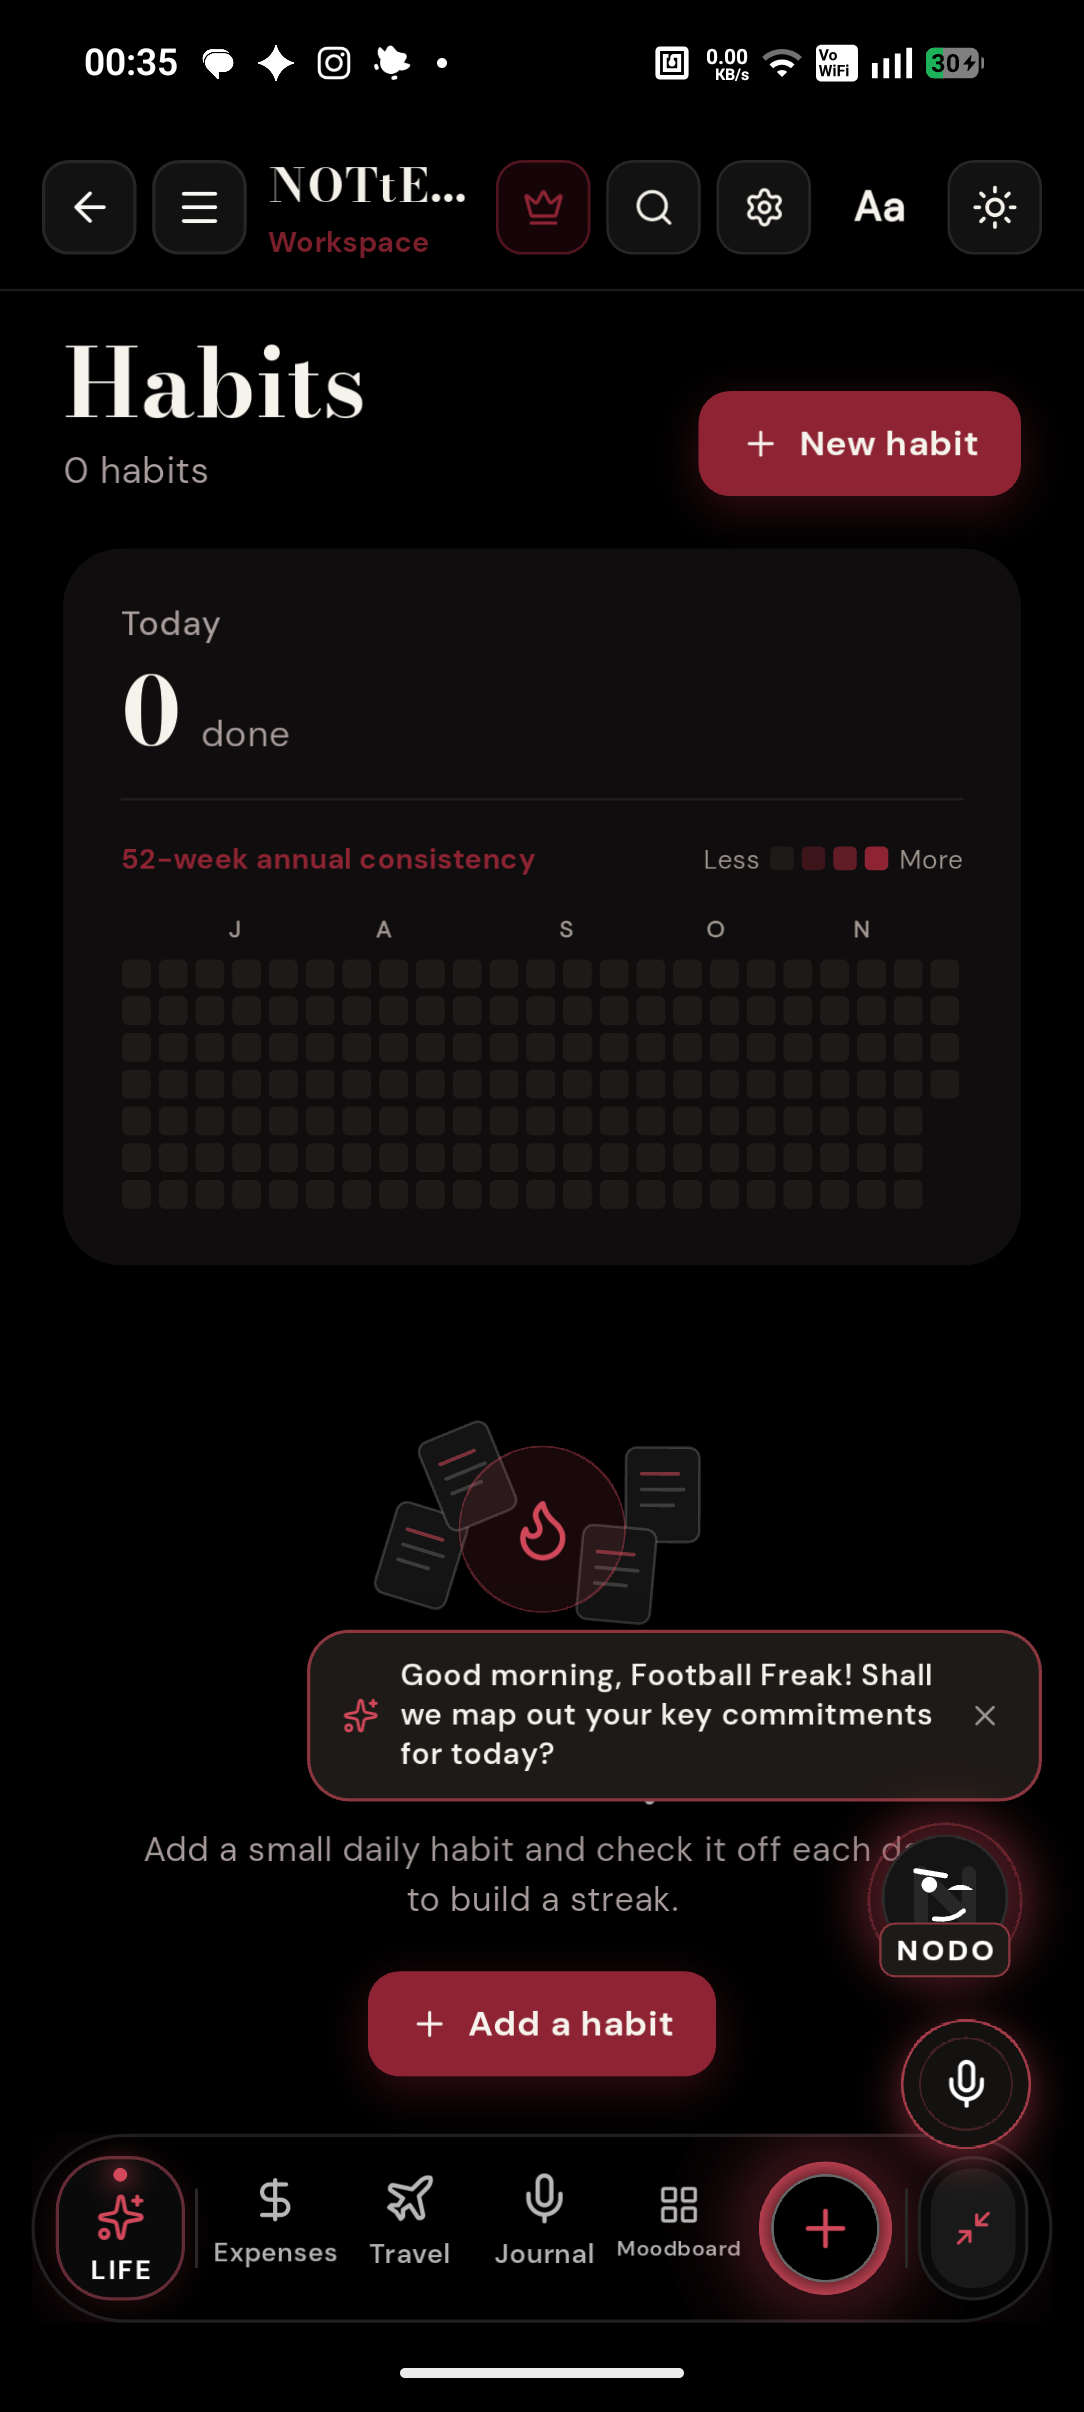 00:35
0.00
KB/s
Vo
WiFi
30
NOTtE...
Workspace
Aa
Habits
0 habits
+ New habit
Today
0 done
52-week annual consistency
Less
More
J A S O N
Good morning, Football Freak! Shall
we map out your key commitments
for today?
Add a small daily habit and check it off each
to build a streak.
NODO
+ Add a habit
LIFE
Expenses
Travel
Journal
Moodboard